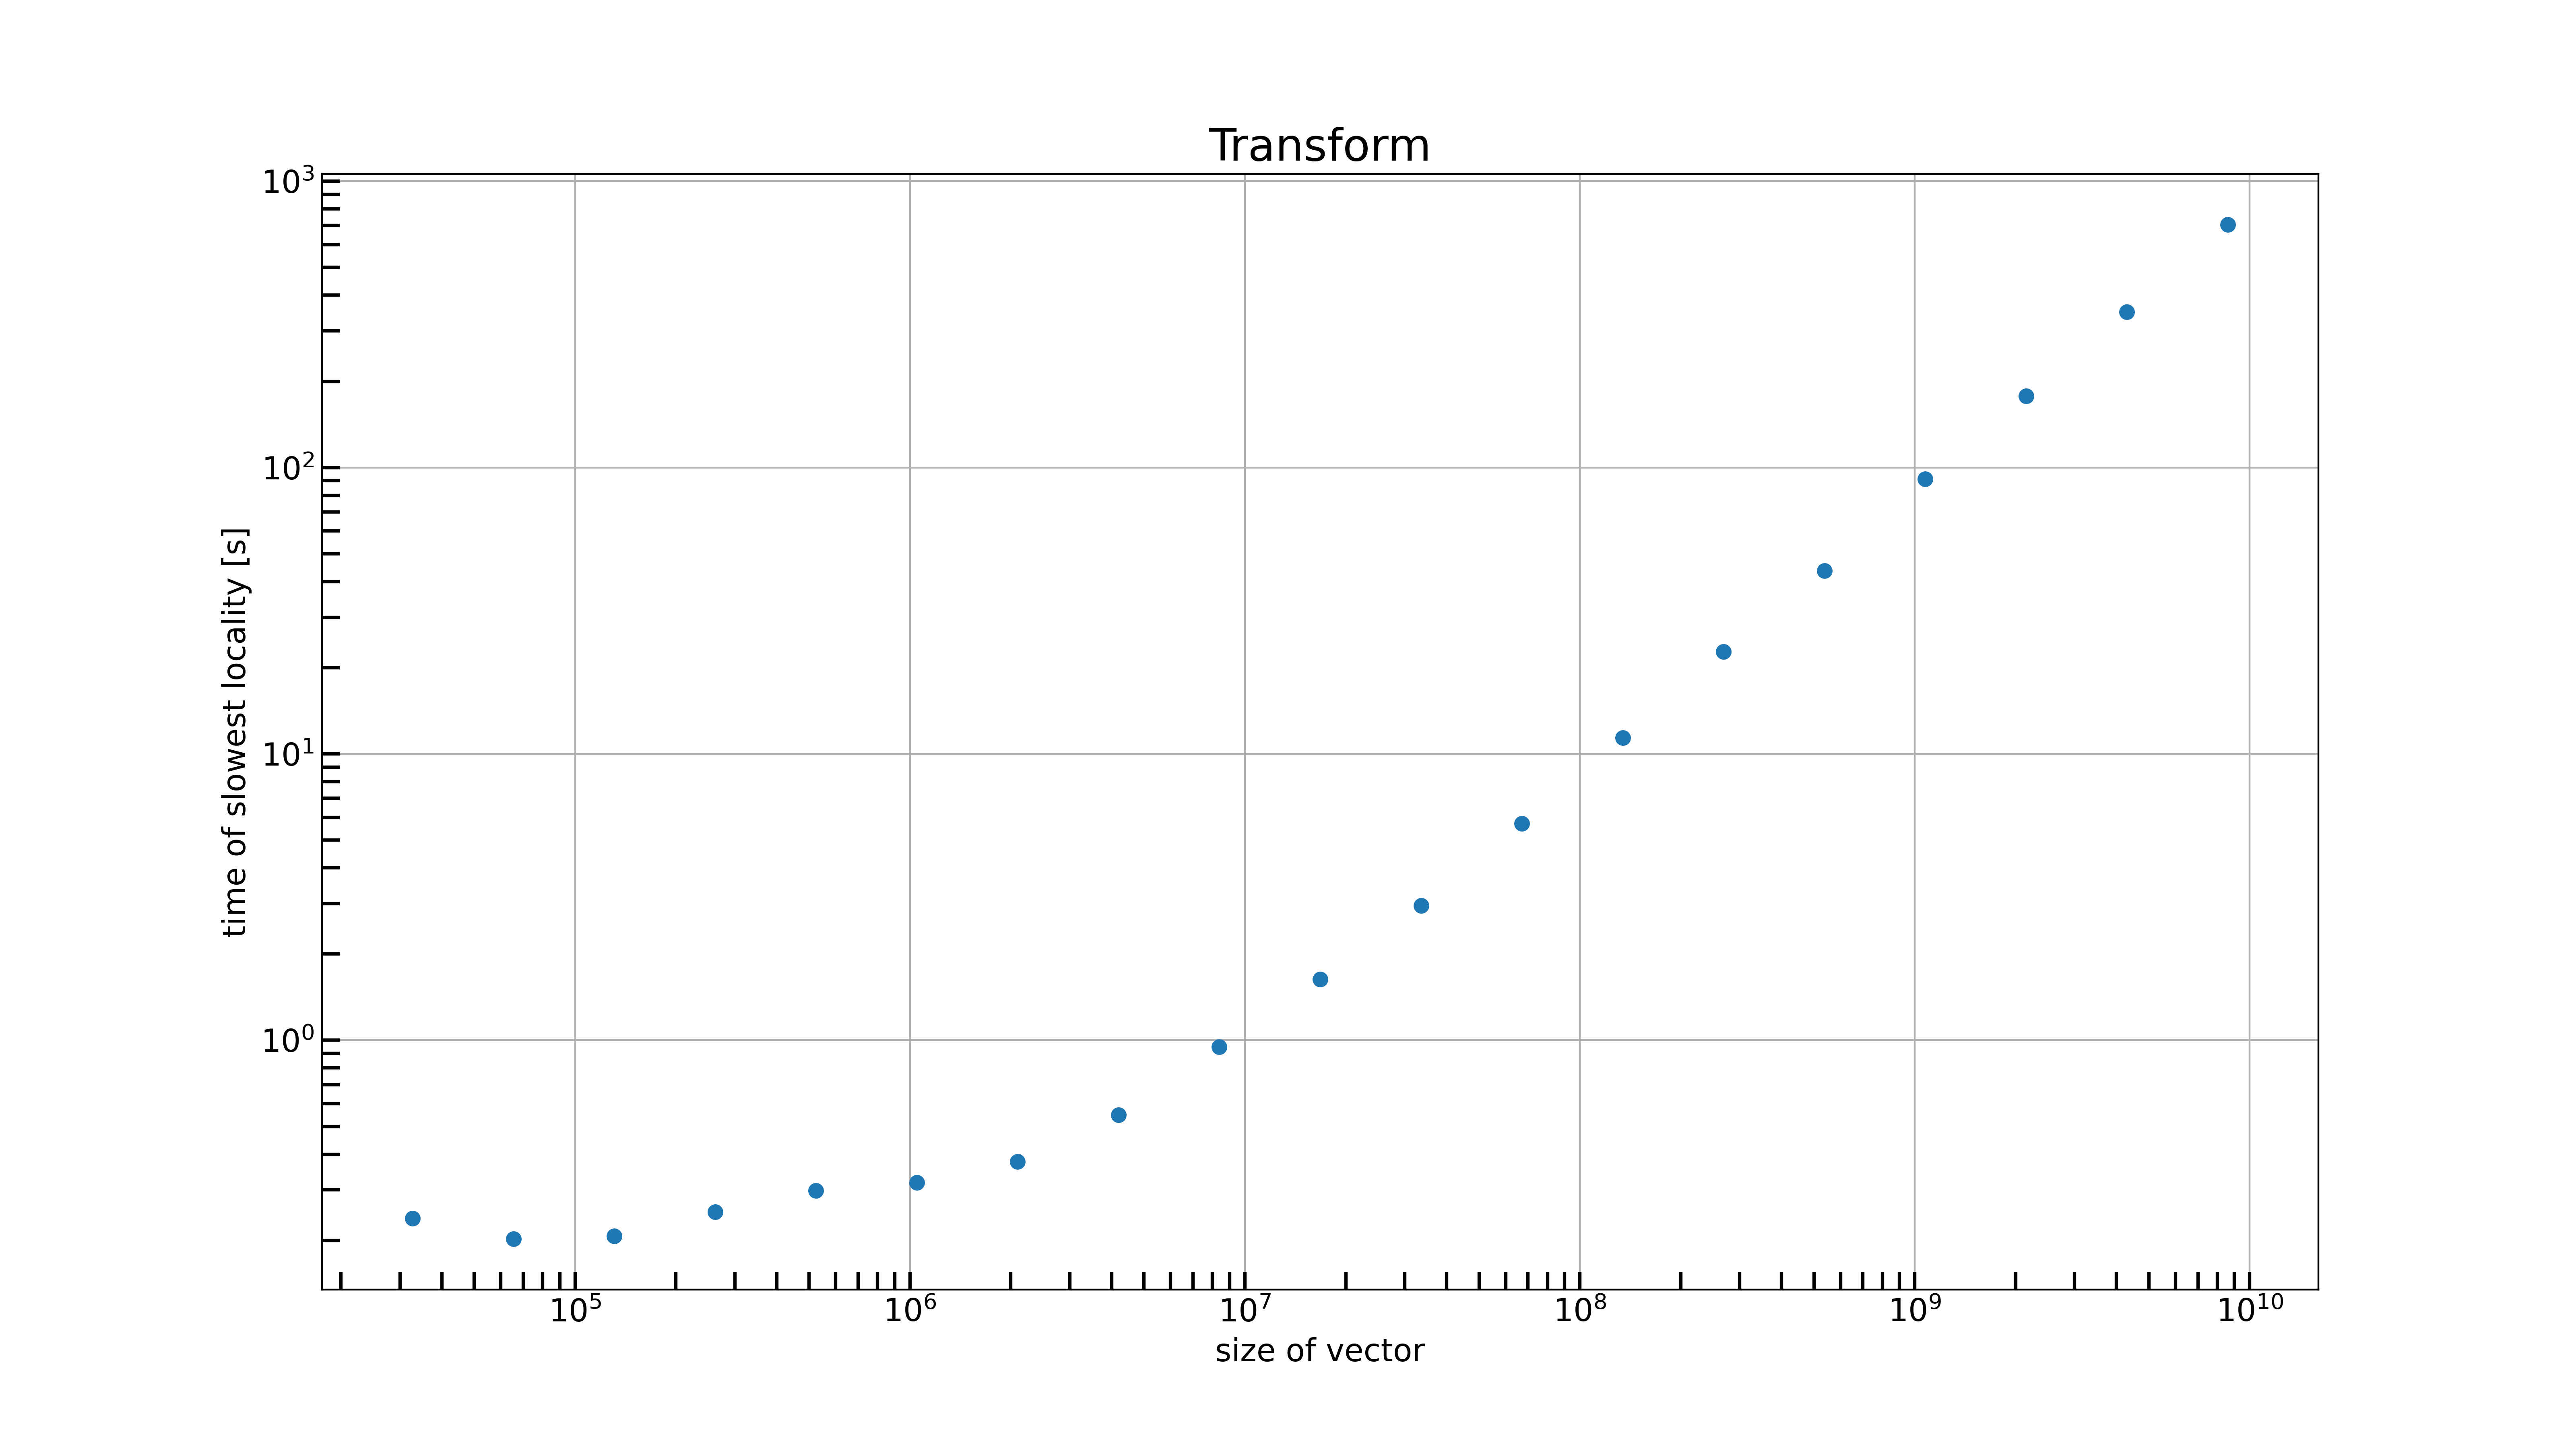 Transform
10³
10²
10¹
10⁰
time of slowest locality [s]
10⁵ 10⁶ 10⁷ 10⁸ 10⁹ 10¹⁰
size of vector